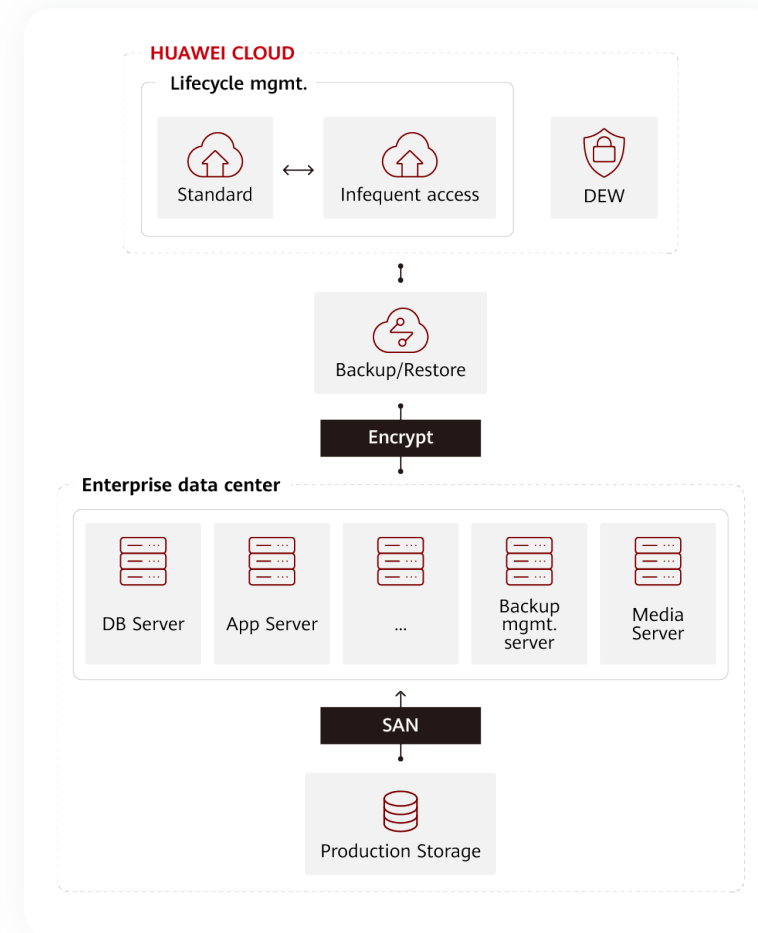 HUAWEI CLOUD
Lifecycle mgmt.
Standard
Infequent access
DEW
Backup/Restore
Encrypt
Enterprise data center
DB Server
App Server
...
Backup
mgmt.
server
Media
Server
SAN
Production Storage